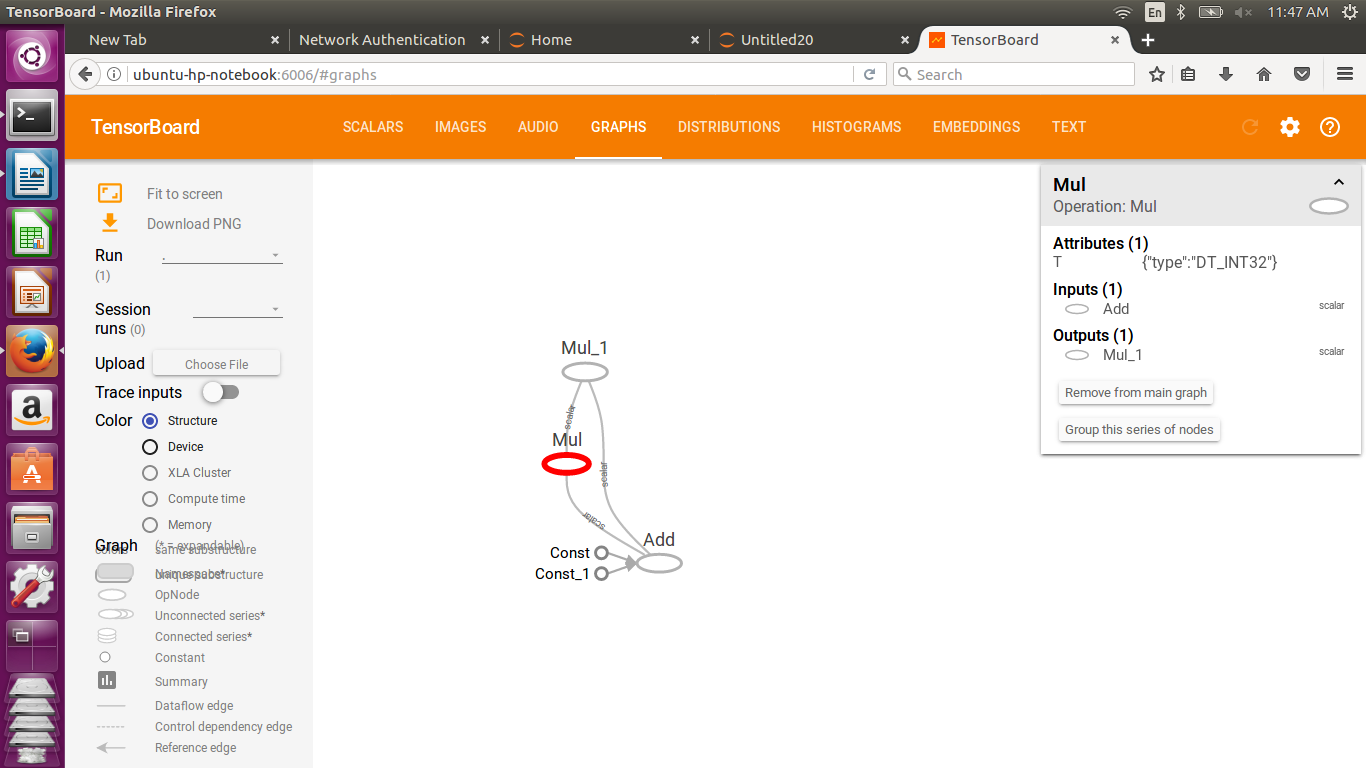 TensorBoard - Mozilla Firefox
En
11:47 AM
New Tab
Network Authentication
Home
Untitled20
TensorBoard
ubuntu-hp-notebook:6006/#graphs
Search
TensorBoard
SCALARS
IMAGES
AUDIO
GRAPHS
DISTRIBUTIONS
HISTOGRAMS
EMBEDDINGS
TEXT
Fit to screen
Download PNG
Run
(1)
.
Session
runs (0)
Upload
Choose File
Trace inputs
Color
Structure
Device
XLA Cluster
Compute time
Memory
Graph
(* = expandable)
colors
same substructure
Namespace*
unique substructure
OpNode
Unconnected series*
Connected series*
Constant
Summary
Dataflow edge
Control dependency edge
Reference edge
Mul_1
scalar
Mul
scalar
scalar
Add
Const
Const_1
Mul
Operation: Mul
Attributes (1)
T {"type":"DT_INT32"}
Inputs (1)
Add scalar
Outputs (1)
Mul_1 scalar
Remove from main graph
Group this series of nodes